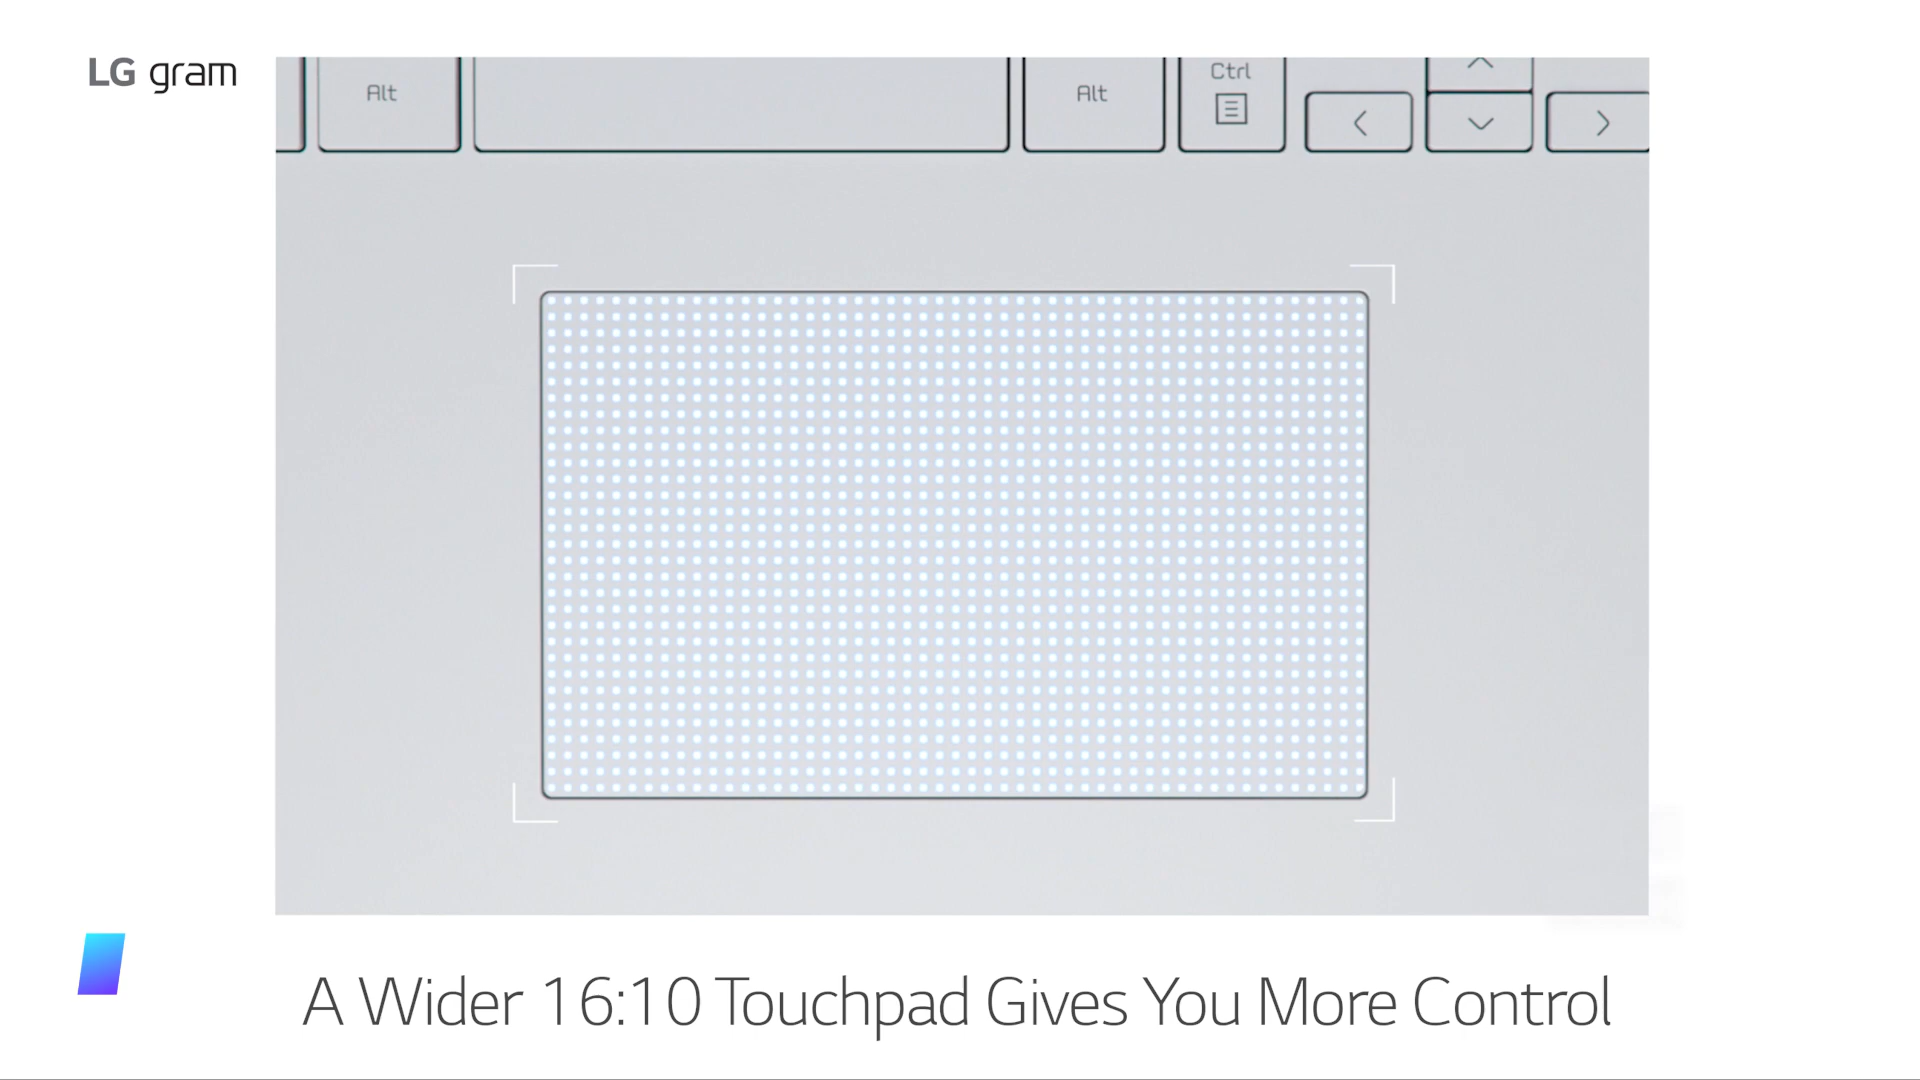 LG gram
Alt
Alt
Ctrl
A Wider 16:10 Touchpad Gives You More Control